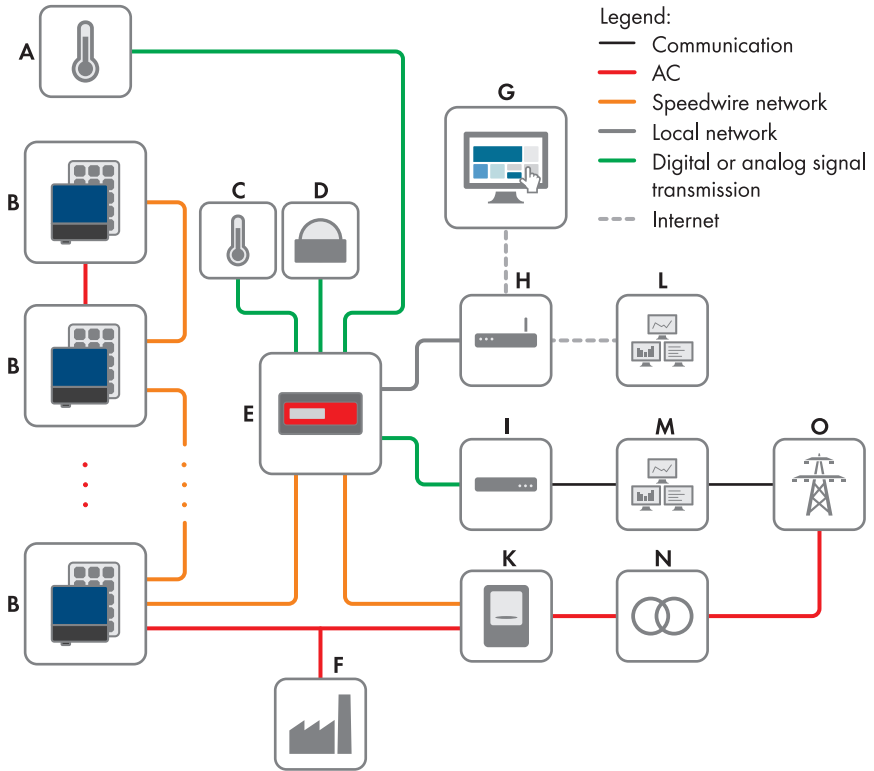 Legend:
Communication
AC
Speedwire network
Local network
Digital or analog signal
transmission
Internet
A
G
B
C
D
H
L
B
E
I
M
O
K
N
B
F